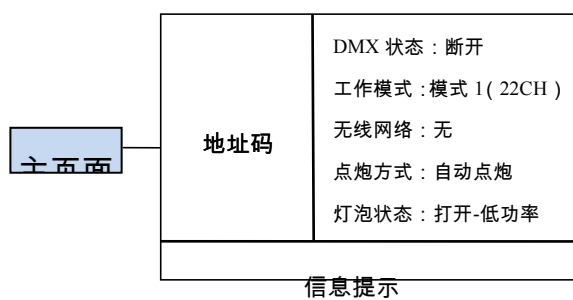 主页面
地址码
DMX 状态：断开
工作模式：模式 1（22CH）
无线网络：无
点炮方式：自动点炮
灯泡状态：打开-低功率
信息提示